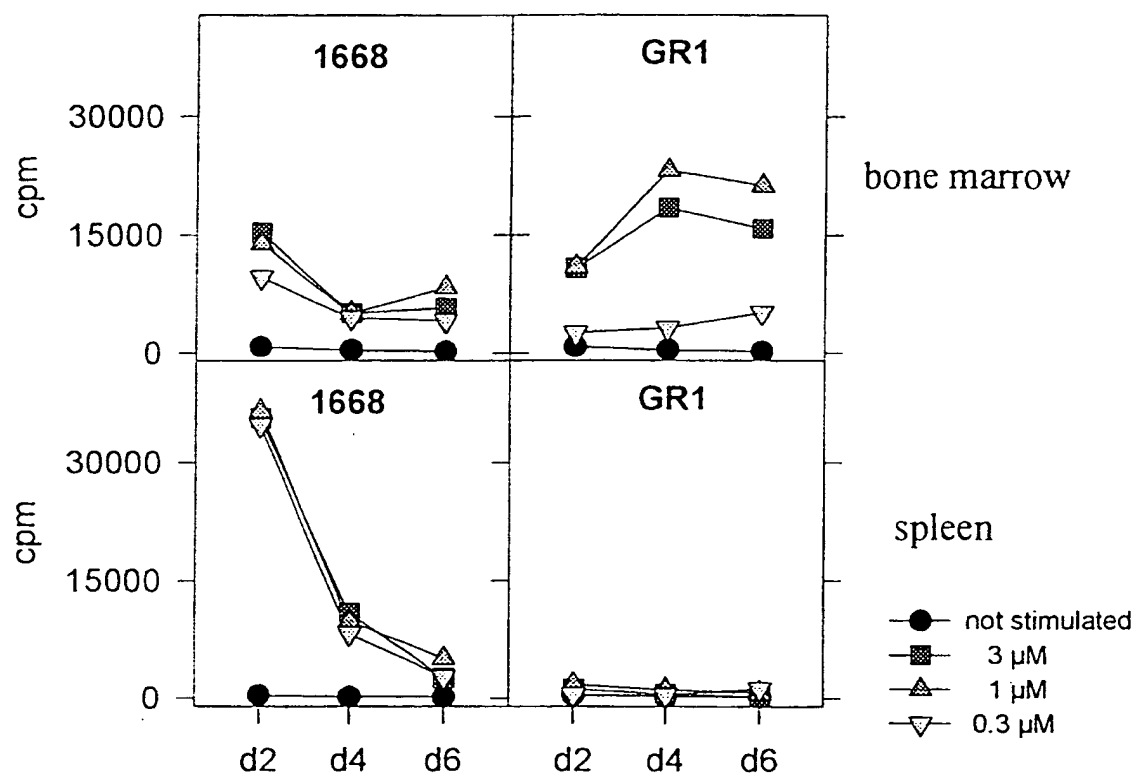 1668
GR1
30000
15000
0
cpm
bone marrow
1668
GR1
30000
15000
0
cpm
spleen
d2 d4 d6
d2 d4 d6
not stimulated
3 µM
1 µM
0.3 µM